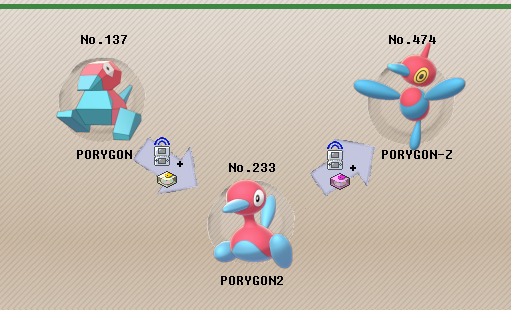 No.137
No.474
PORYGON
PORYGON-Z
No.233
PORYGON2
+
+